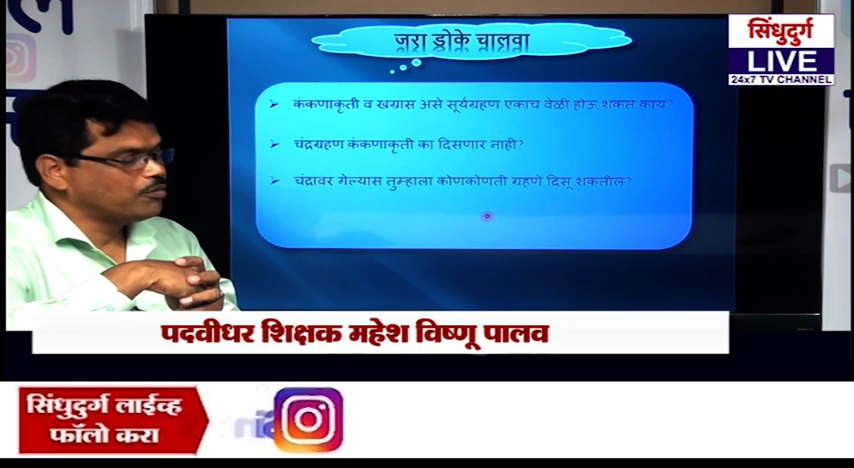 जरा डोके चालवा
सिंधुदुर्ग
LIVE
24x7 TV CHANNEL
➤ कंकणाकृती व खग्रास असे सूर्यग्रहण एकाच वेळी होऊ शकते काय?
➤ चंद्रग्रहण कंकणाकृती का दिसणार नाही?
➤ चंद्रावर गेल्यास तुम्हाला कोणकोणती ग्रहणे दिसू शकतील?
पदवीधर शिक्षक महेश विष्णू पालव
सिंधुदुर्ग लाईव्ह
फॉलो करा